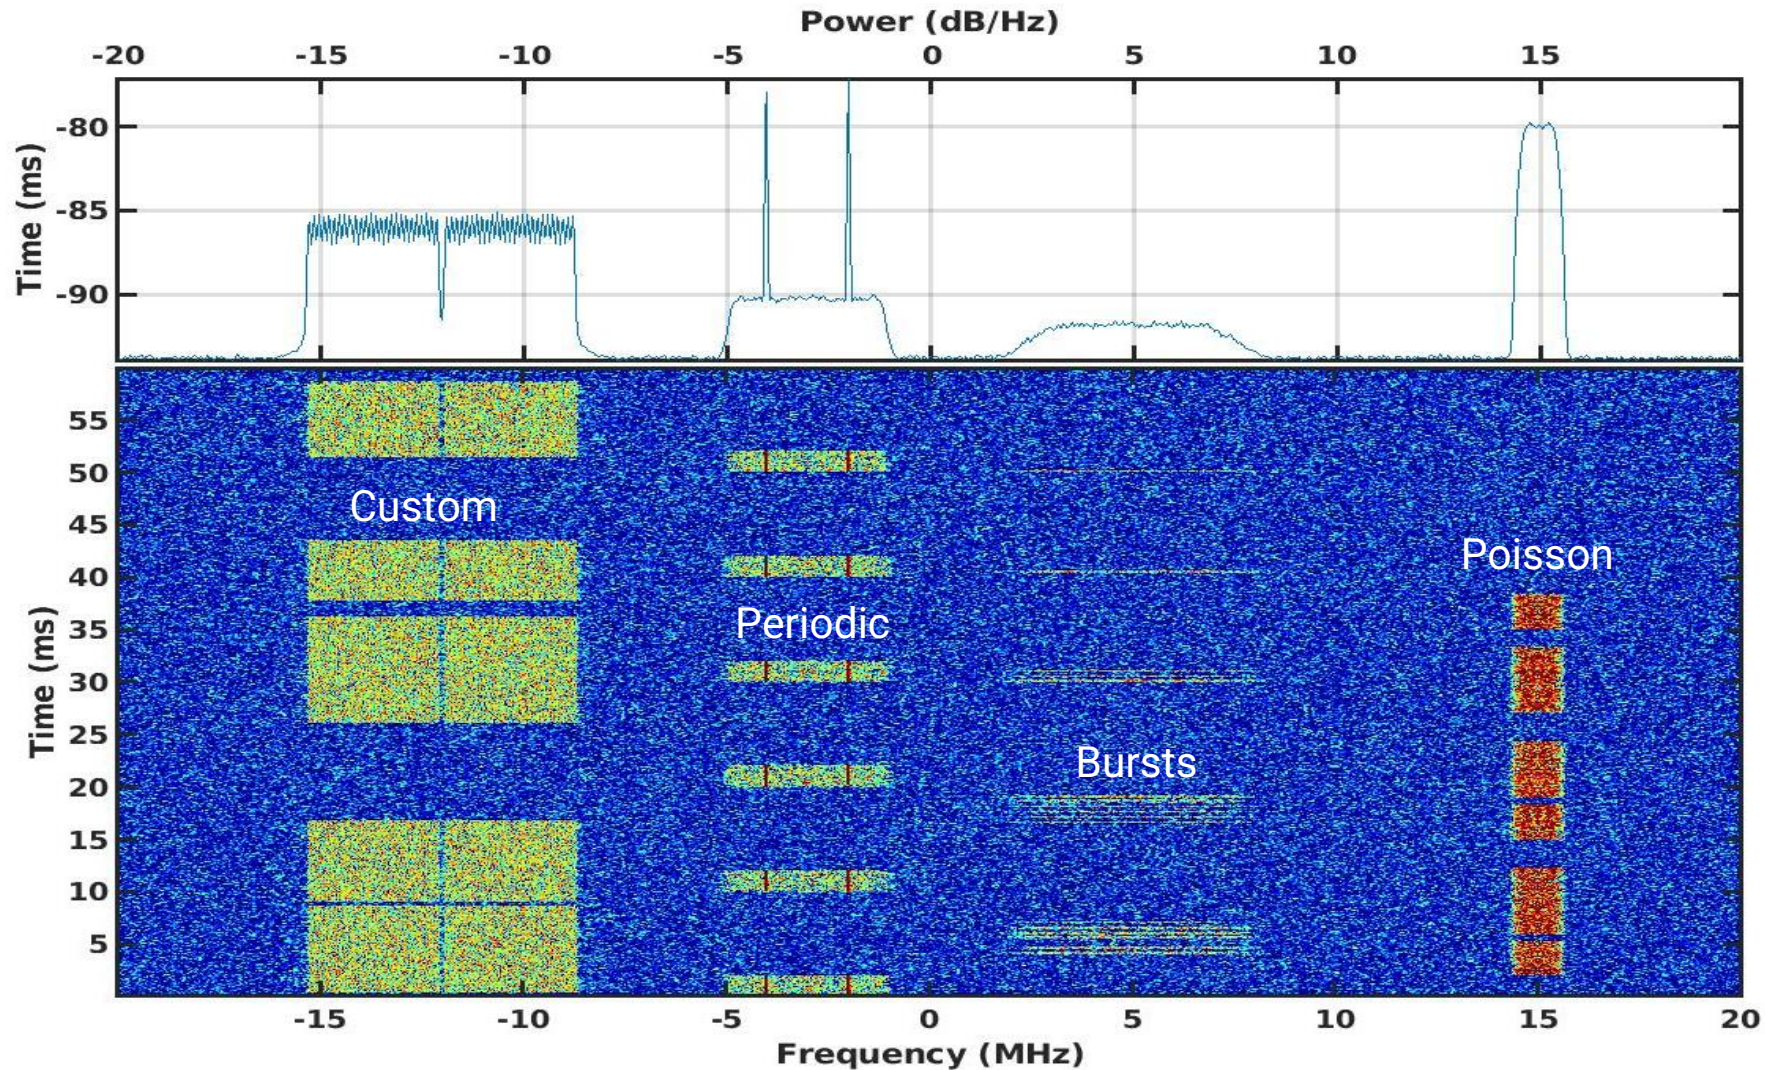 Power (dB/Hz)
-20 -15 -10 -5 0 5 10 15
Time (ms)
-80
-85
-90
Time (ms)
55
50
45
40
35
30
25
20
15
10
5
Custom
Periodic
Bursts
Poisson
-15 -10 -5 0 5 10 15 20
Frequency (MHz)